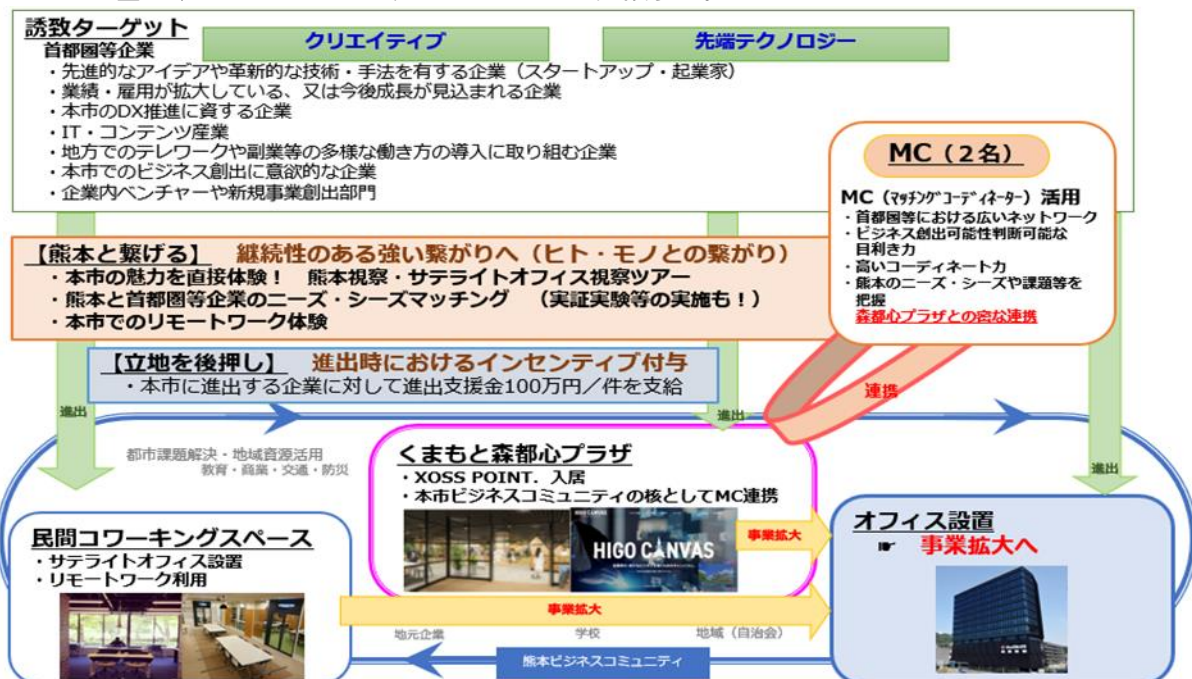 誘致ターゲット
クリエイティブ
先端テクノロジー
首都圏等企業
・先進的なアイデアや革新的な技術・手法を有する企業（スタートアップ・起業家）
・業績・雇用が拡大している、又は今後成長が見込まれる企業
・本市のDX推進に資する企業
・IT・コンテンツ産業
・地方でのテレワークや副業等の多様な働き方の導入に取り組む企業
・本市でのビジネス創出に意欲的な企業
・企業内ベンチャーや新規事業創出部門
MC（２名）
MC（ﾏｯﾁﾝｸﾞｺｰﾃﾞｨﾈｰﾀｰ）活用
・首都圏等における広いネットワーク
・ビジネス創出可能性判断可能な
目利き力
・高いコーディネート力
・熊本のニーズ・シーズや課題等を
把握
森都心プラザとの密な連携
【熊本と繋げる】 継続性のある強い繋がりへ（ヒト・モノとの繋がり）
・本市の魅力を直接体験！ 熊本視察・サテライトオフィス視察ツアー
・熊本と首都圏等企業のニーズ・シーズマッチング （実証実験等の実施も！）
・本市でのリモートワーク体験
【立地を後押し】 進出時におけるインセンティブ付与
・本市に進出する企業に対して進出支援金100万円／件を支給
進出
進出
連携
進出
都市課題解決・地域資源活用
教育・商業・交通・防災
くまもと森都心プラザ
・XOSS POINT．入居
・本市ビジネスコミュニティの核としてMC連携
HIGO CANVAS
事業拡大
民間コワーキングスペース
・サテライトオフィス設置
・リモートワーク利用
オフィス設置
☛ 事業拡大へ
事業拡大
地元企業
学校
地域（自治会）
熊本ビジネスコミュニティ